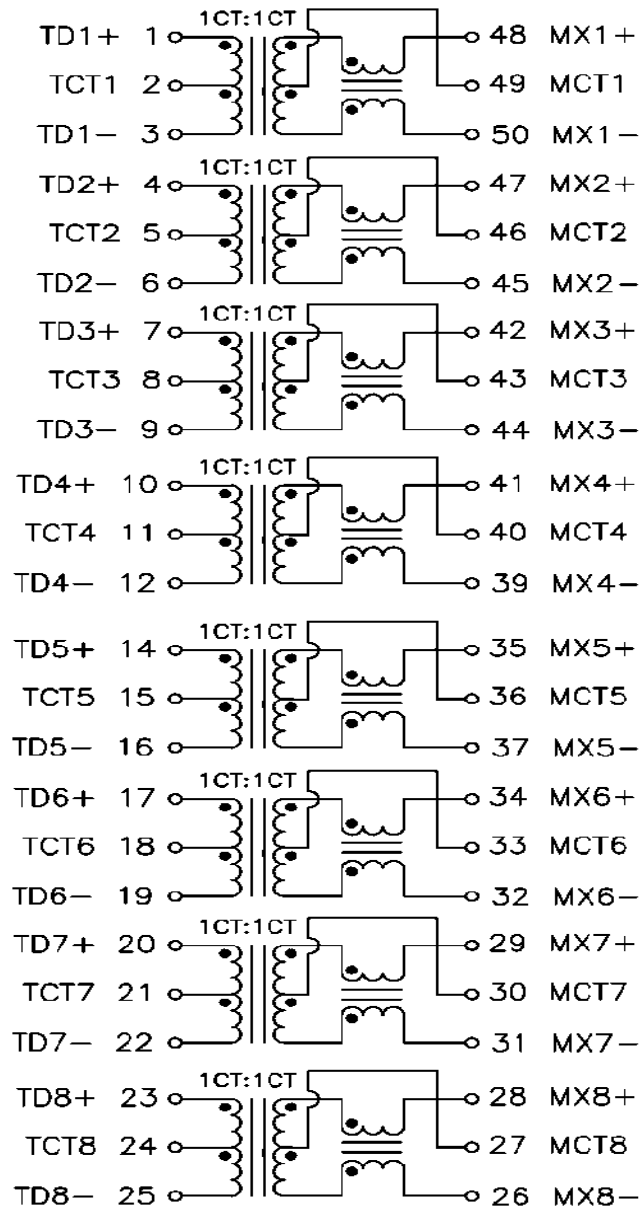 1CT:1CT
TD1+ 1 48 MX1+
TCT1 2 49 MCT1
TD1− 3 50 MX1−
1CT:1CT
TD2+ 4 47 MX2+
TCT2 5 46 MCT2
TD2− 6 45 MX2−
1CT:1CT
TD3+ 7 42 MX3+
TCT3 8 43 MCT3
TD3− 9 44 MX3−
1CT:1CT
TD4+ 10 41 MX4+
TCT4 11 40 MCT4
TD4− 12 39 MX4−
1CT:1CT
TD5+ 14 35 MX5+
TCT5 15 36 MCT5
TD5− 16 37 MX5−
1CT:1CT
TD6+ 17 34 MX6+
TCT6 18 33 MCT6
TD6− 19 32 MX6−
1CT:1CT
TD7+ 20 29 MX7+
TCT7 21 30 MCT7
TD7− 22 31 MX7−
1CT:1CT
TD8+ 23 28 MX8+
TCT8 24 27 MCT8
TD8− 25 26 MX8−